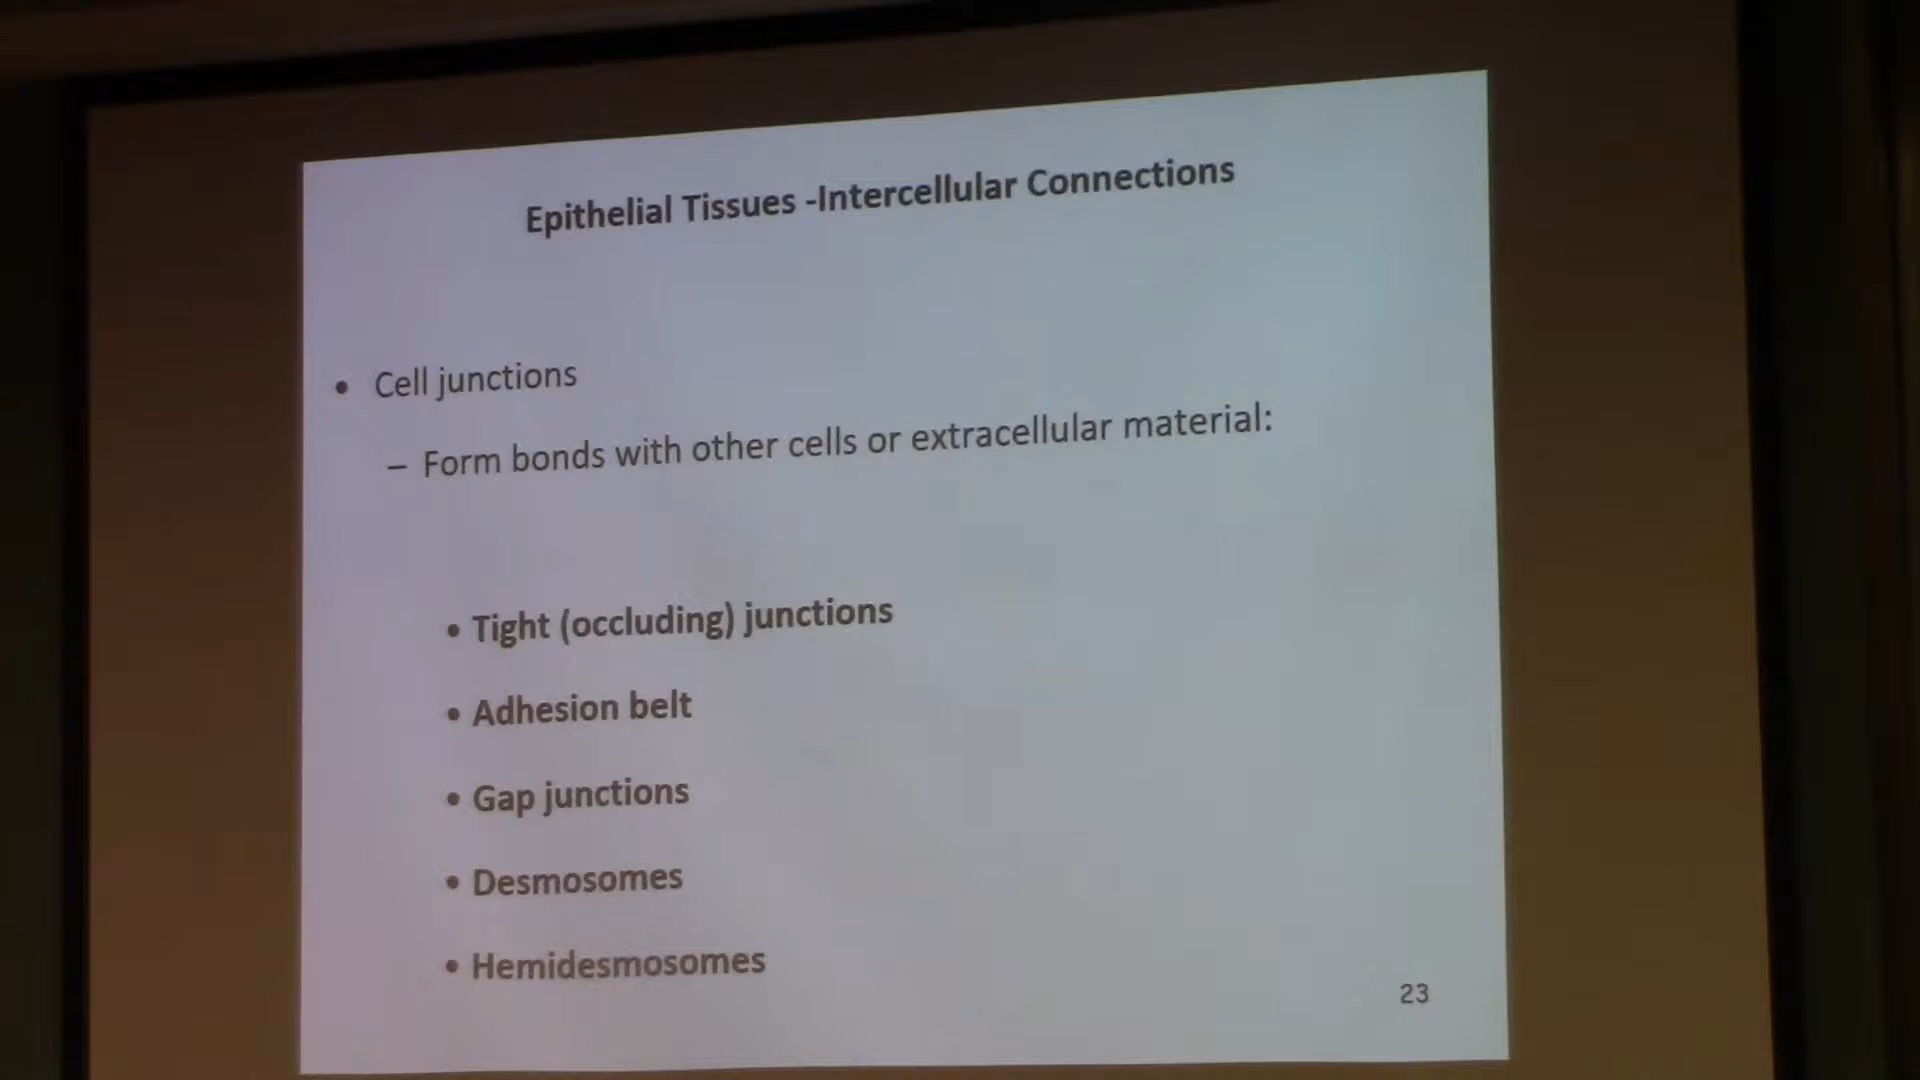 Epithelial Tissues -Intercellular Connections
• Cell junctions
– Form bonds with other cells or extracellular material:
• Tight (occluding) junctions
• Adhesion belt
• Gap junctions
• Desmosomes
• Hemidesmosomes
23